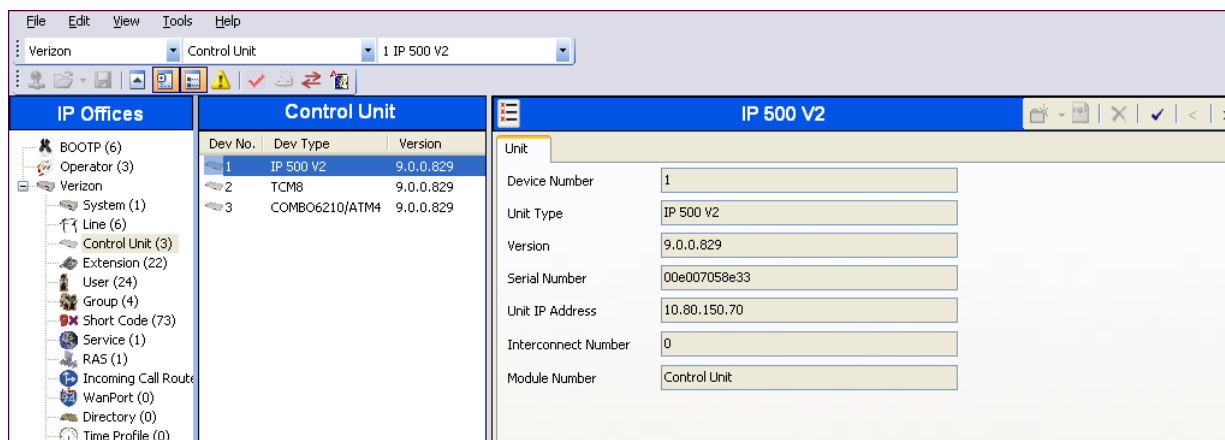 File Edit View Tools Help
Verizon Control Unit 1 IP 500 V2
IP Offices
BOOTP (6)
Operator (3)
Verizon
System (1)
Line (6)
Control Unit (3)
Extension (22)
User (24)
Group (4)
Short Code (73)
Service (1)
RAS (1)
Incoming Call Route
WanPort (0)
Directory (0)
Time Profile (0)
Control Unit
Dev No. Dev Type Version
1 IP 500 V2 9.0.0.829
2 TCM8 9.0.0.829
3 COMBO6210/ATM4 9.0.0.829
IP 500 V2
Unit
Device Number 1
Unit Type IP 500 V2
Version 9.0.0.829
Serial Number 00e007058e33
Unit IP Address 10.80.150.70
Interconnect Number 0
Module Number Control Unit